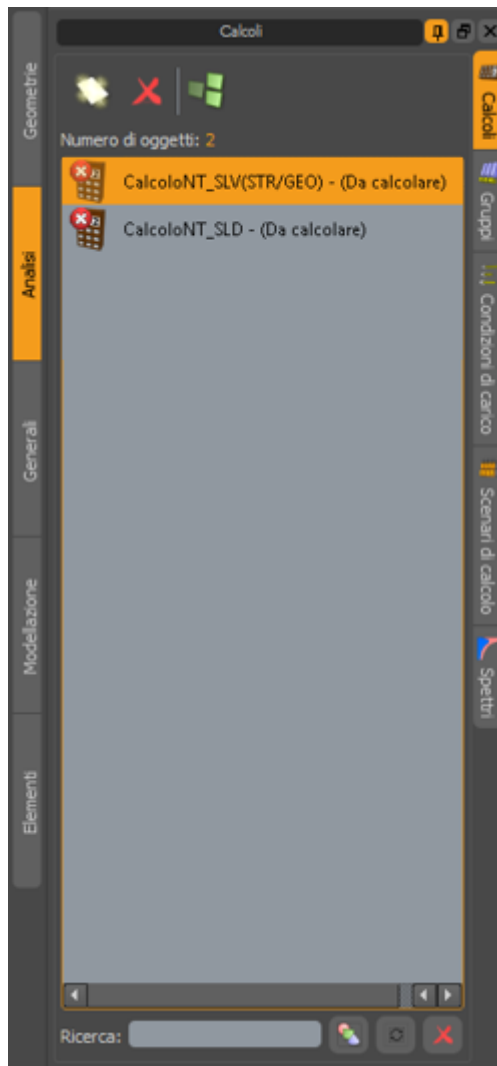 Calcoli
Numero di oggetti: 2
CalcoloNT_SLV(STR/GEO) - (Da calcolare)
CalcoloNT_SLD - (Da calcolare)
Ricerca:
Geometrie
Analisi
Generali
Modellazione
Elementi
Calcoli
Gruppi
Condizioni di carico
Scenari di calcolo
Spettri